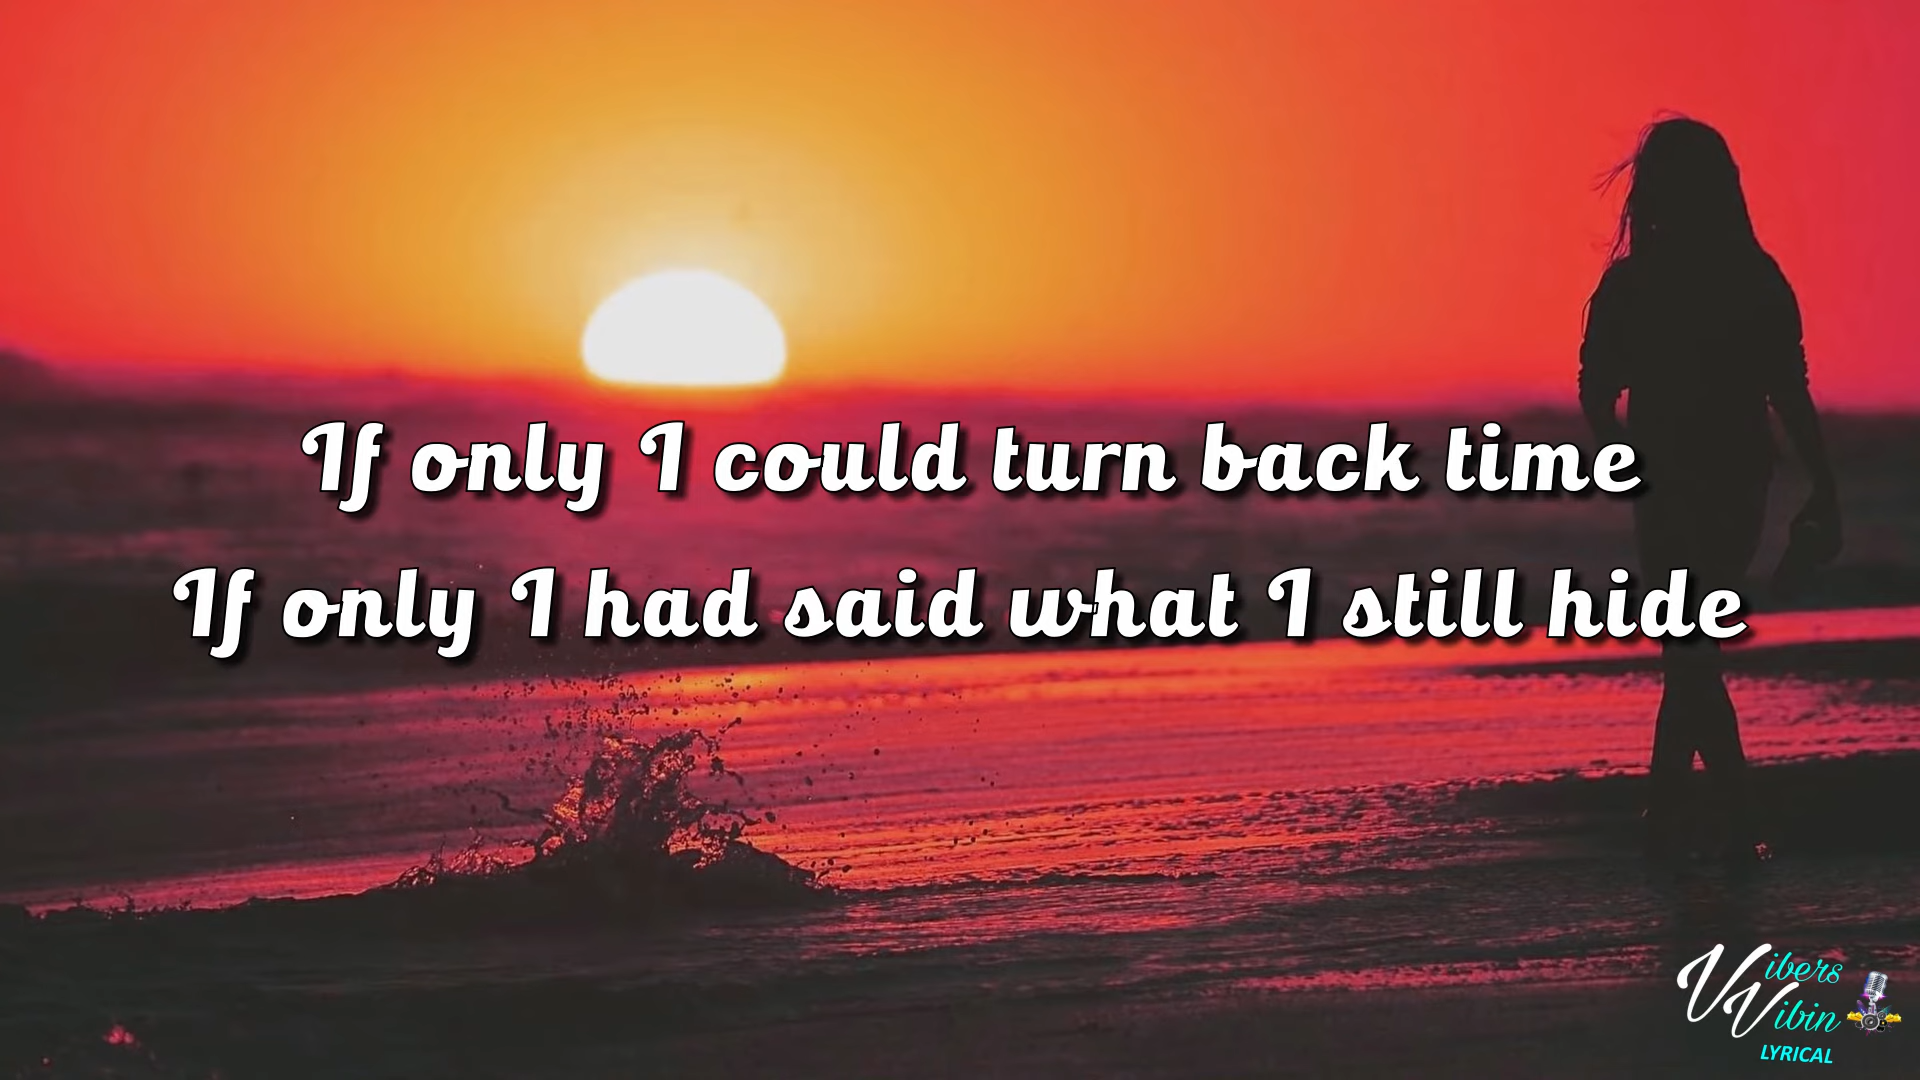 If only I could turn back time
If only I had said what I still hide
Vibers
Vibin
LYRICAL